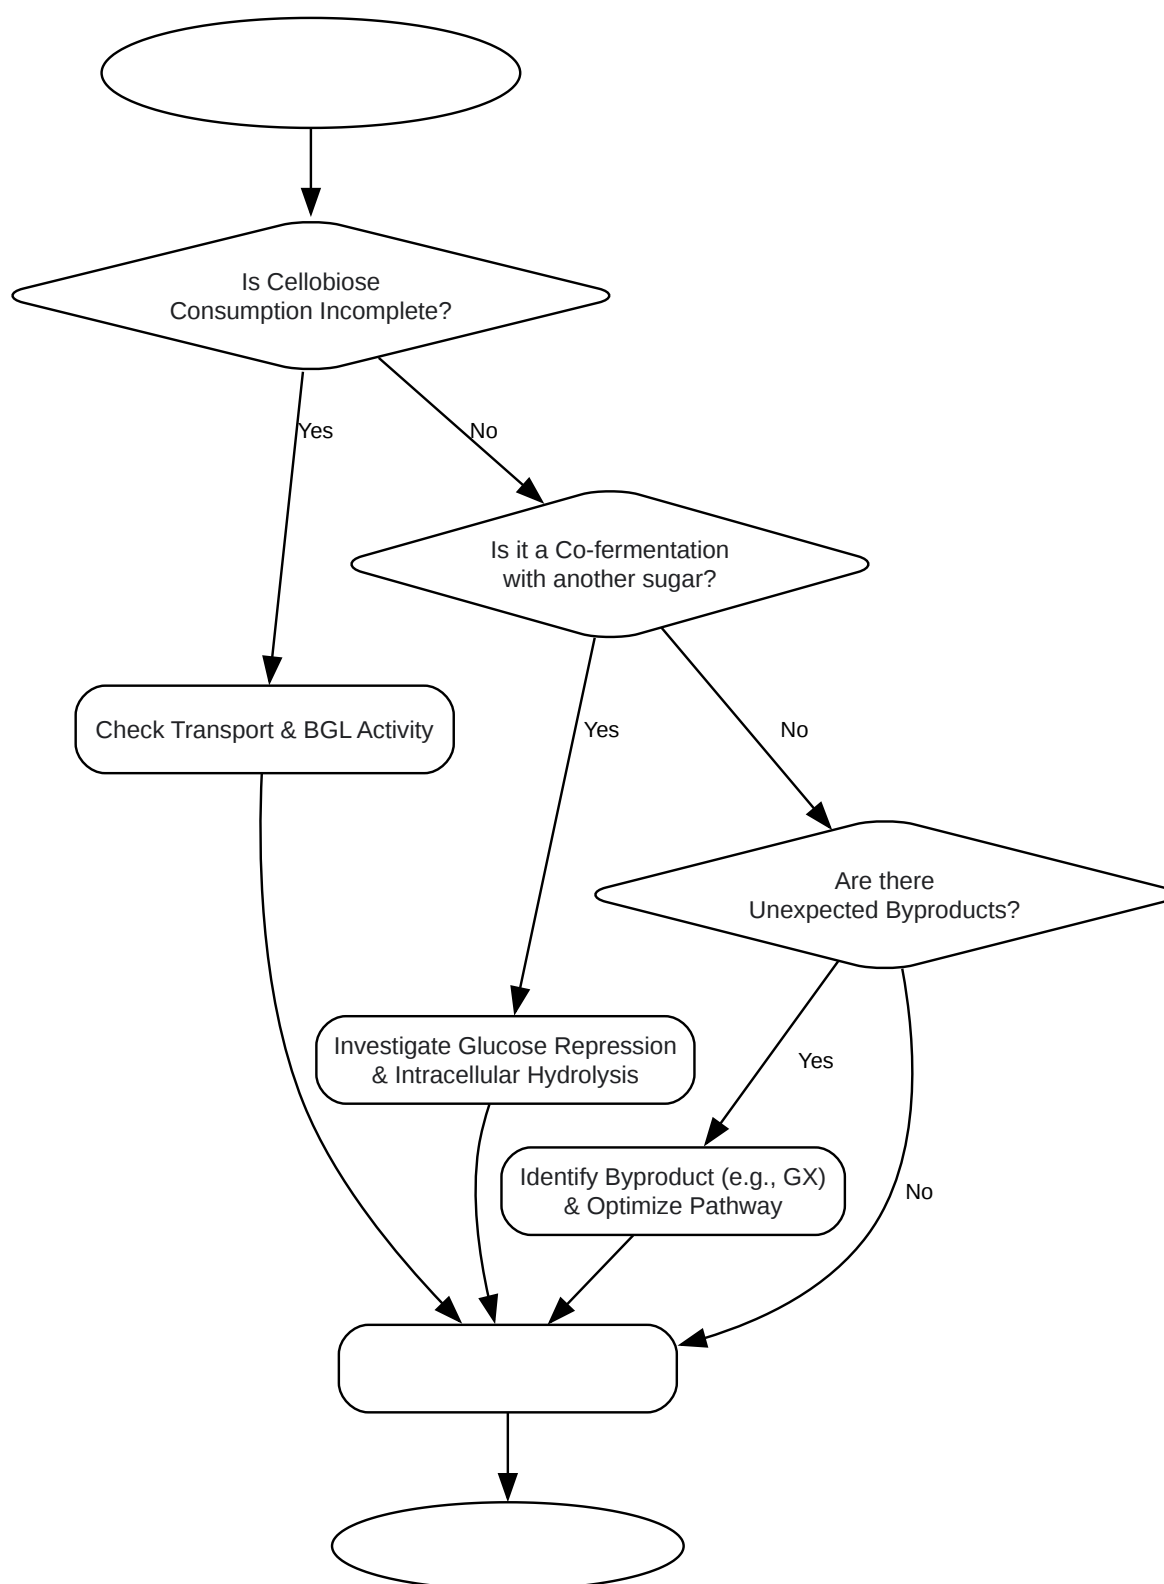 Is Cellobiose
Consumption Incomplete?
Yes
No
Is it a Co-fermentation
with another sugar?
Check Transport & BGL Activity
Yes
No
Are there
Unexpected Byproducts?
Investigate Glucose Repression
& Intracellular Hydrolysis
Yes
Identify Byproduct (e.g., GX)
& Optimize Pathway
No